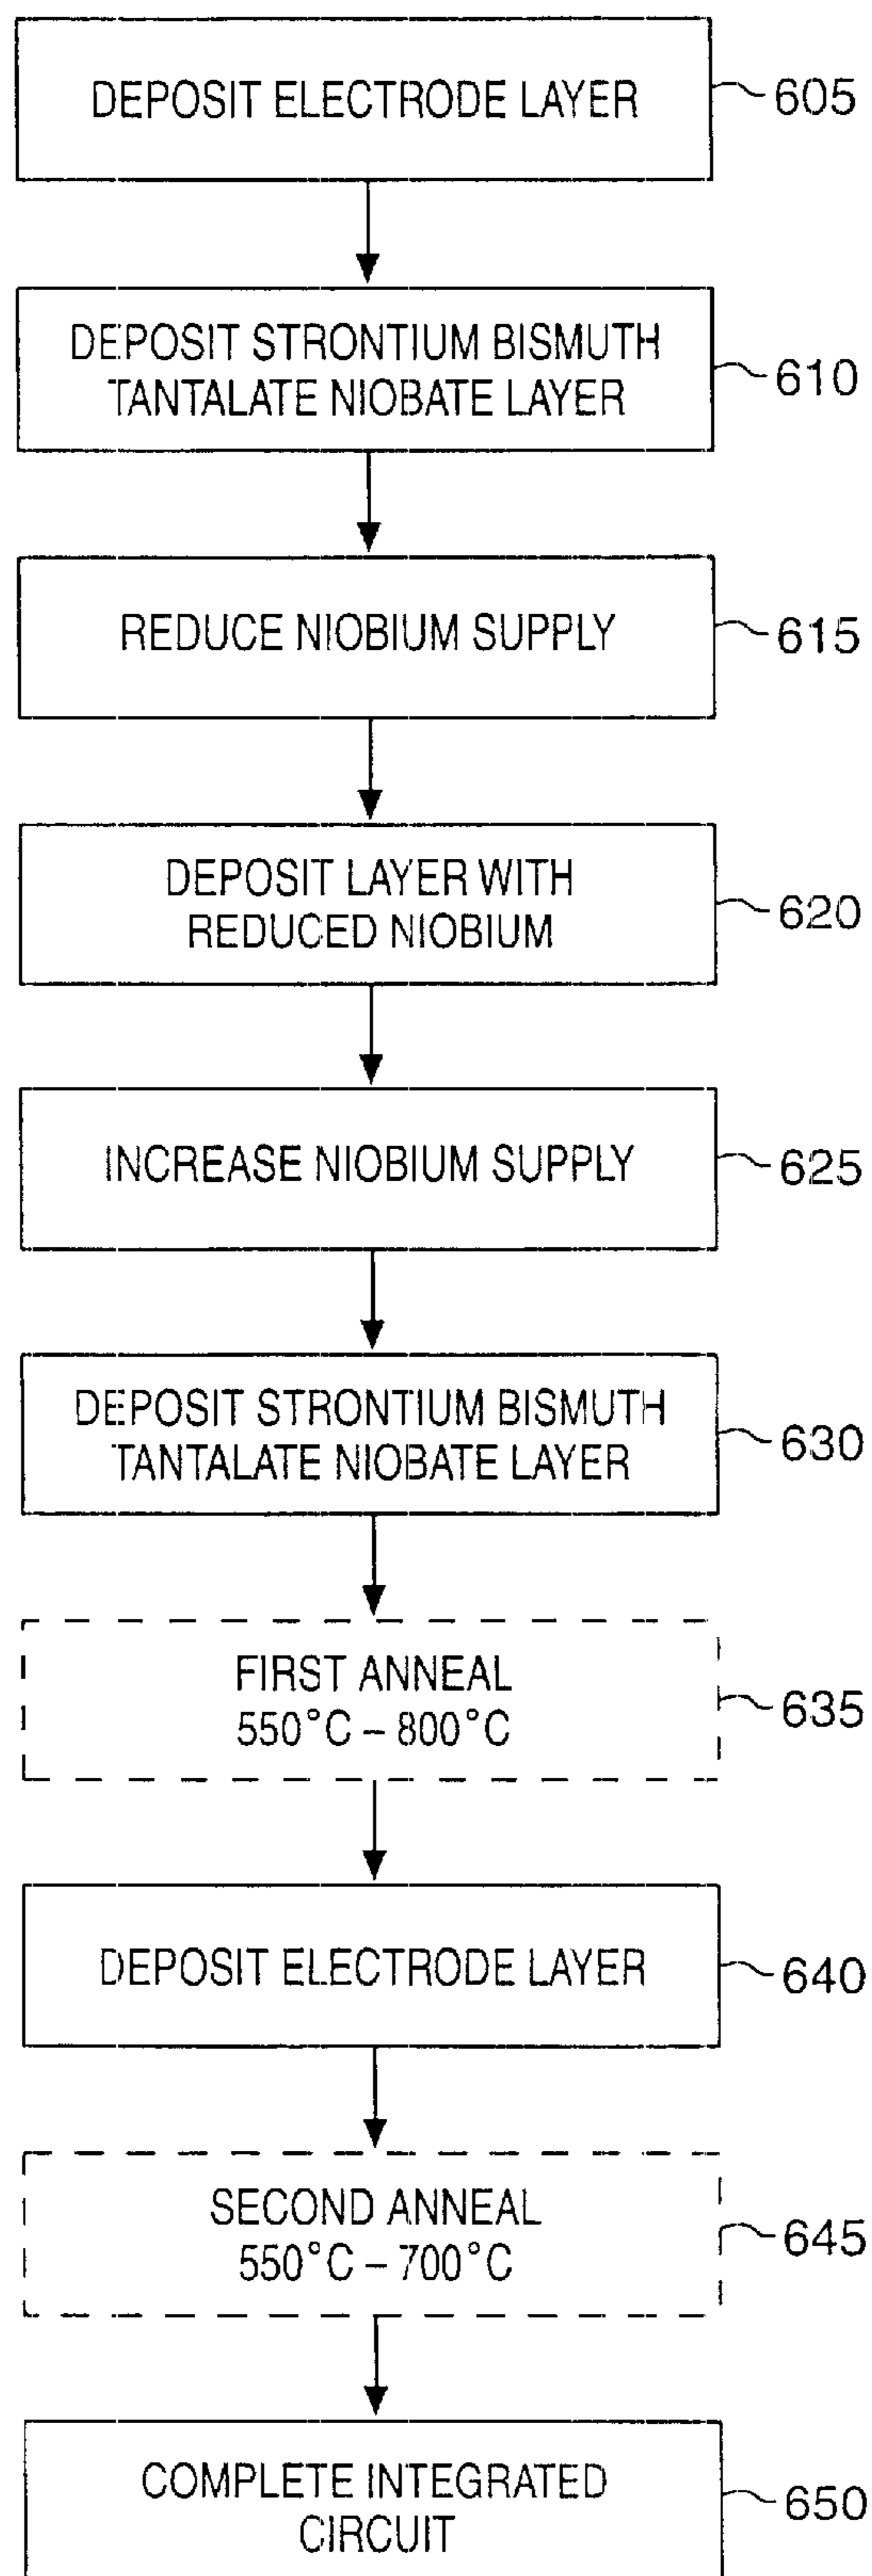 DEPOSIT ELECTRODE LAYER
605
DEPOSIT STRONTIUM BISMUTH
TANTALATE NIOBATE LAYER
610
REDUCE NIOBIUM SUPPLY
615
DEPOSIT LAYER WITH
REDUCED NIOBIUM
620
INCREASE NIOBIUM SUPPLY
625
DEPOSIT STRONTIUM BISMUTH
TANTALATE NIOBATE LAYER
630
FIRST ANNEAL
550°C – 800°C
635
DEPOSIT ELECTRODE LAYER
640
SECOND ANNEAL
550°C – 700°C
645
COMPLETE INTEGRATED
CIRCUIT
650